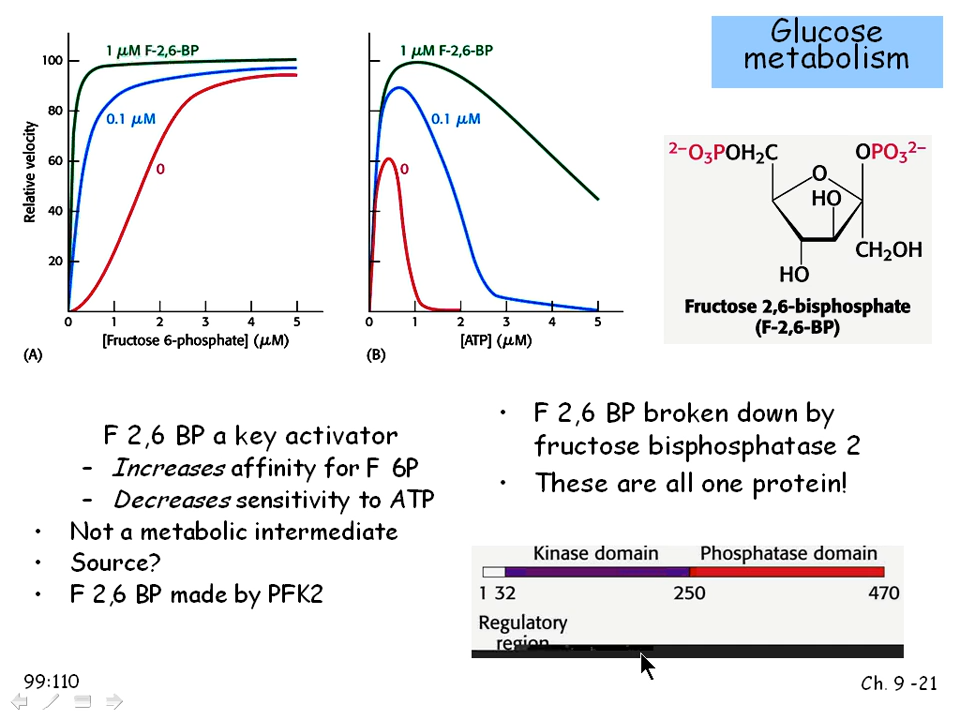 Glucose
metabolism
1 μM F-2,6-BP
0.1 μM
0
Relative velocity
100
80
60
40
20
0 1 2 3 4 5
[Fructose 6-phosphate] (μM)
(A)
1 μM F-2,6-BP
0.1 μM
0
0 1 2 3 4 5
[ATP] (μM)
(B)
2–O3POH2C
OPO3 2–
O
HO
CH2OH
HO
Fructose 2,6-bisphosphate
(F-2,6-BP)
F 2,6 BP a key activator
– Increases affinity for F 6P
– Decreases sensitivity to ATP
• Not a metabolic intermediate
• Source?
• F 2,6 BP made by PFK2
• F 2,6 BP broken down by
fructose bisphosphatase 2
• These are all one protein!
Kinase domain Phosphatase domain
1 32 250 470
Regulatory
region
99:110
Ch. 9 -21